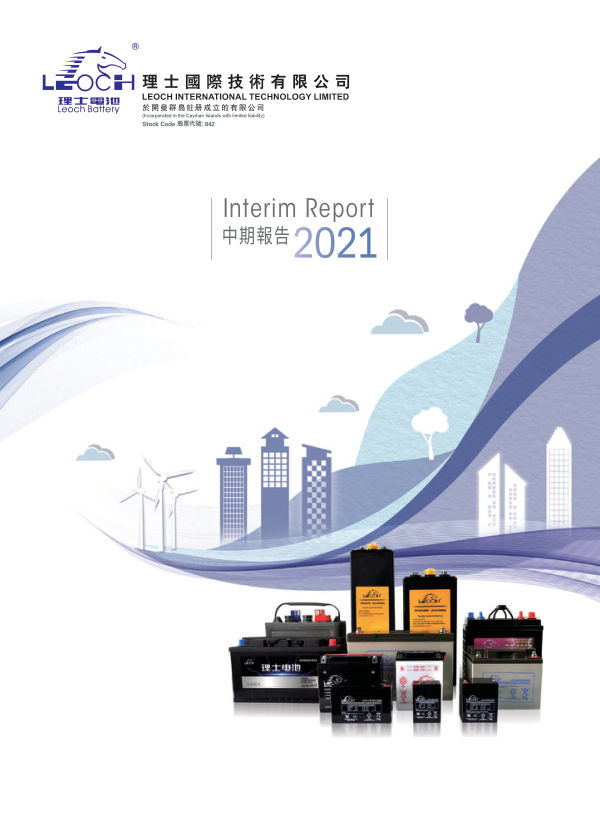 ®
LEOCH
理士電池
Leoch Battery
理士國際技術有限公司
LEOCH INTERNATIONAL TECHNOLOGY LIMITED
於開曼群島註册成立的有限公司
(Incorporated in the Cayman Islands with limited liability)
Stock Code 股票代號: 842
Interim Report
中期報告 2021
LEOCH
LEOCH
理士电池